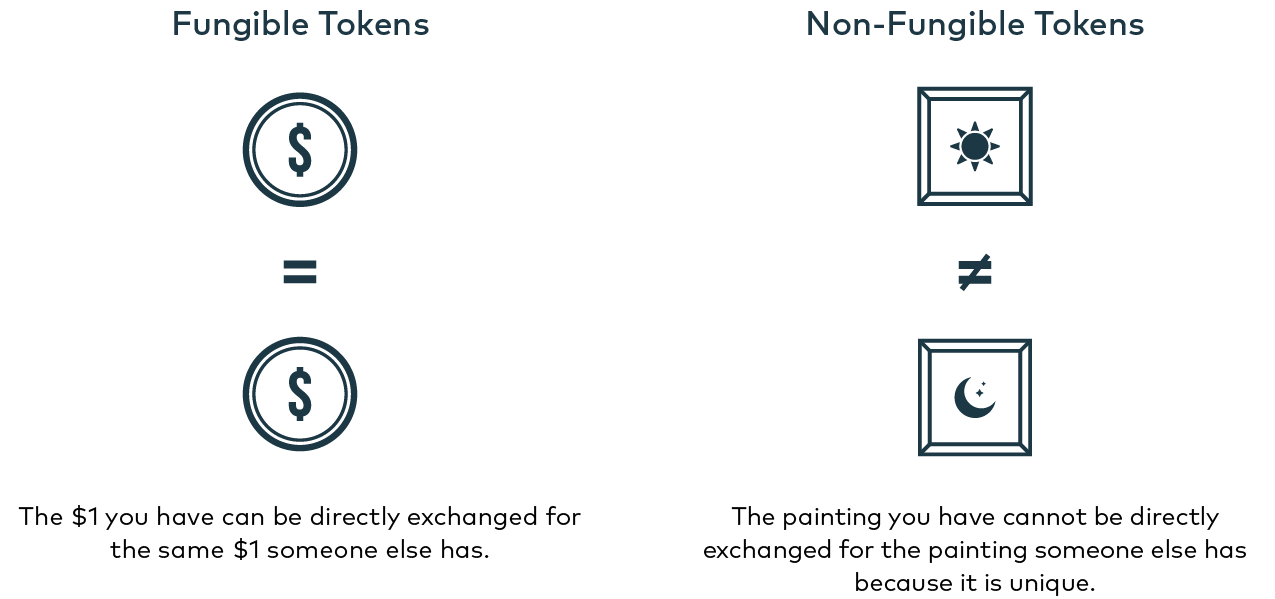 Fungible Tokens
$
=
$
The $1 you have can be directly exchanged for
the same $1 someone else has.
Non-Fungible Tokens
≠
The painting you have cannot be directly
exchanged for the painting someone else has
because it is unique.